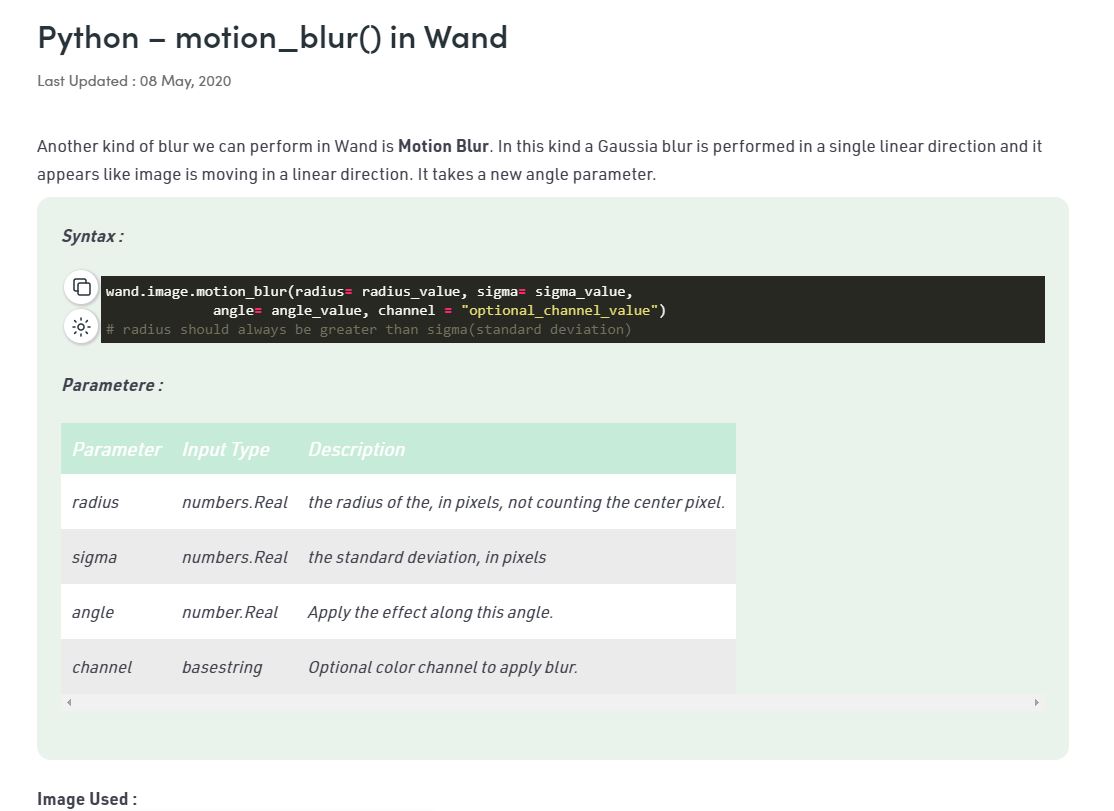 Python – motion_blur() in Wand
Last Updated : 08 May, 2020
Another kind of blur we can perform in Wand is Motion Blur. In this kind a Gaussia blur is performed in a single linear direction and it
appears like image is moving in a linear direction. It takes a new angle parameter.
Syntax :
wand.image.motion_blur(radius= radius_value, sigma= sigma_value,
angle= angle_value, channel = "optional_channel_value")
# radius should always be greater than sigma(standard deviation)
Parametere :
Parameter Input Type Description
radius numbers.Real the radius of the, in pixels, not counting the center pixel.
sigma numbers.Real the standard deviation, in pixels
angle number.Real Apply the effect along this angle.
channel basestring Optional color channel to apply blur.
Image Used :